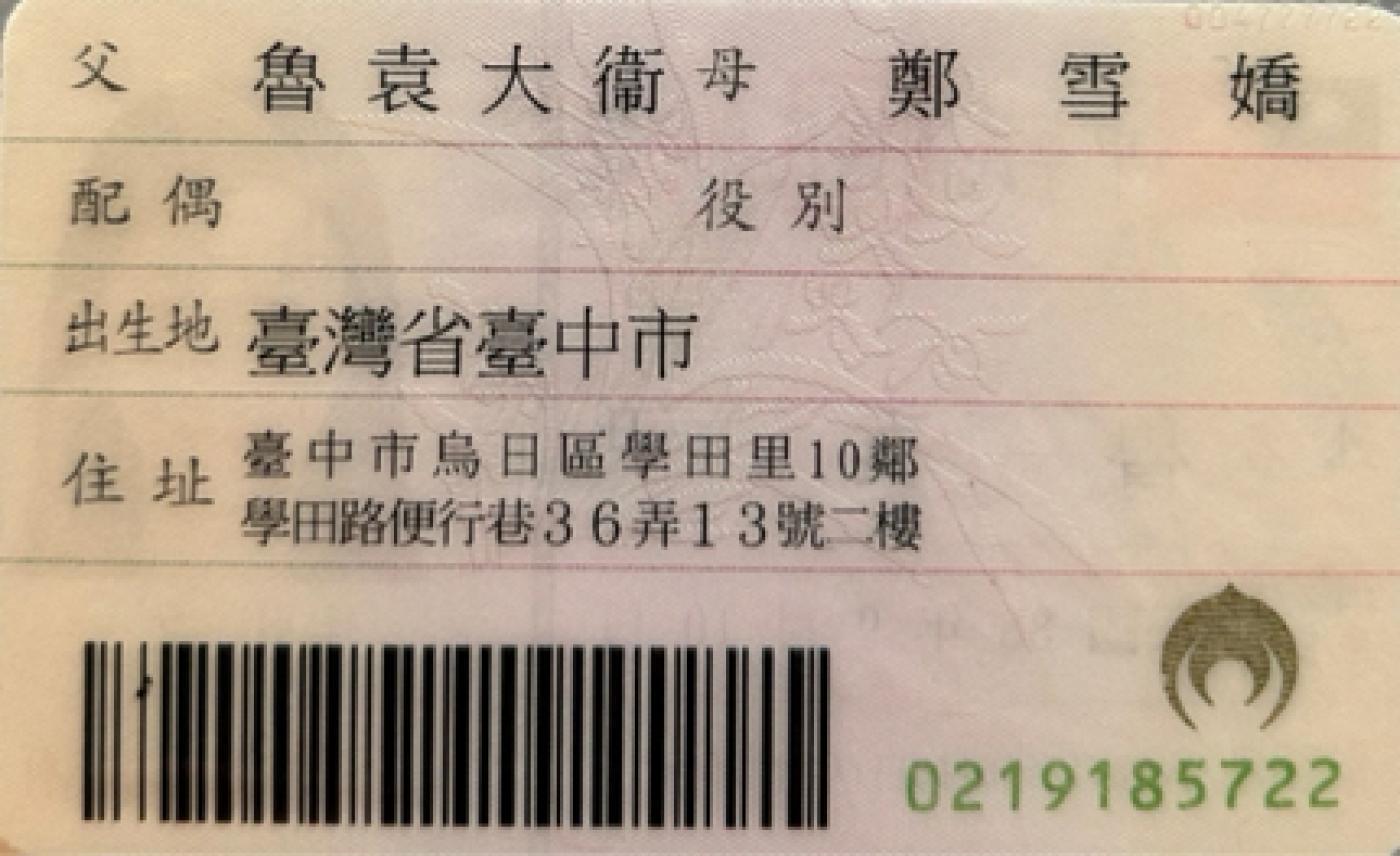 父 魯袁大衞 母 鄭雪嬌
配偶 役別
出生地 臺灣省臺中市
住址 臺中市烏日區學田里10鄰
學田路便行巷36弄13號二樓
0219185722